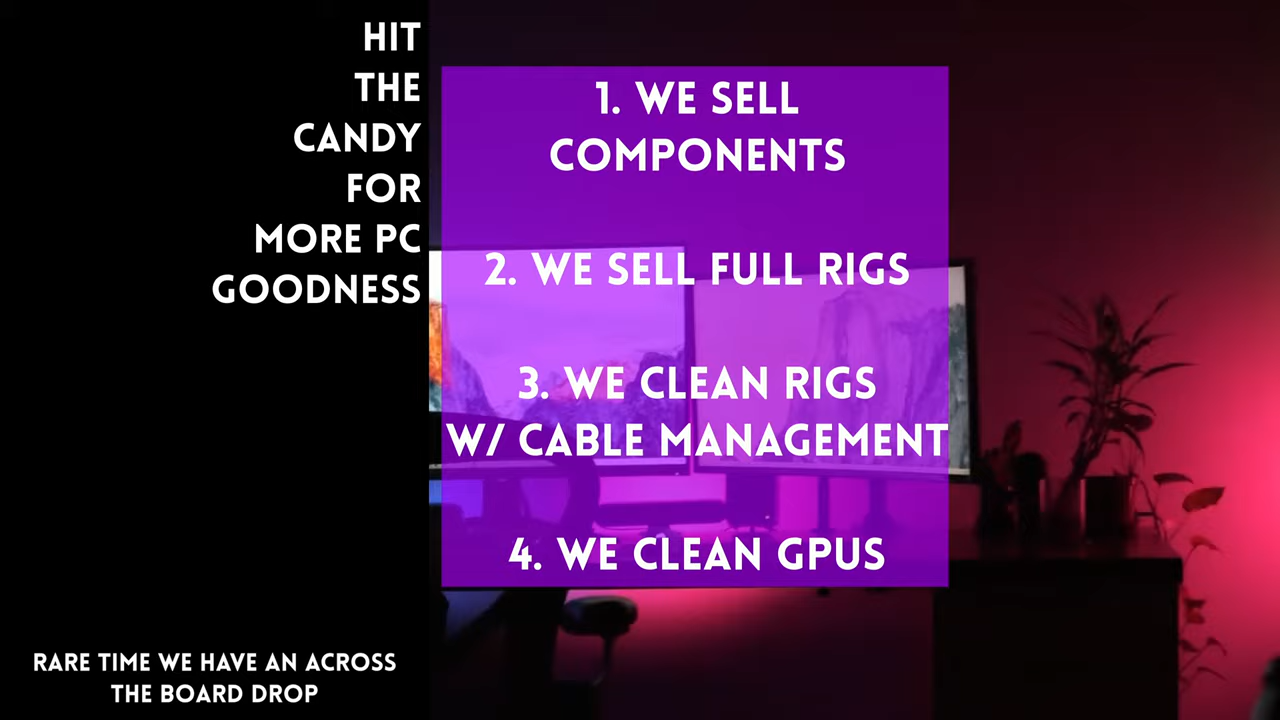 HIT
THE
CANDY
FOR
MORE PC
GOODNESS
1. WE SELL
COMPONENTS
2. WE SELL FULL RIGS
3. WE CLEAN RIGS
W/ CABLE MANAGEMENT
4. WE CLEAN GPUS
RARE TIME WE HAVE AN ACROSS
THE BOARD DROP